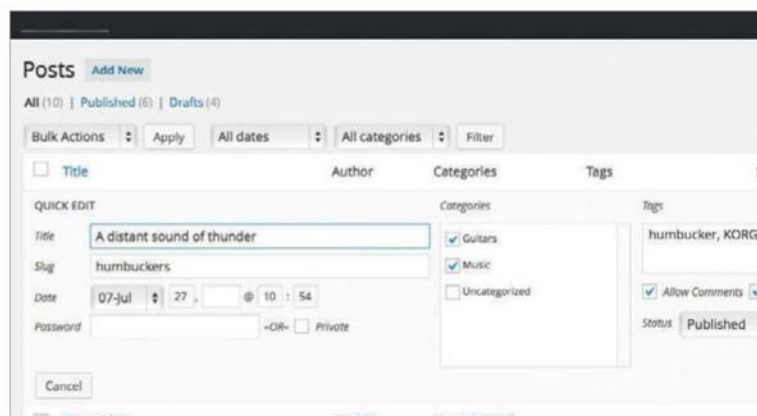 Posts Add New
All (10) | Published (6) | Drafts (4)
Bulk Actions Apply All dates All categories Filter
Title Author Categories Tags
QUICK EDIT Categories Tags
Title A distant sound of thunder Guitars humbucker, KORG
Slug humbuckers Music
Date 07-Jul 27 , @ 10 : 54 Uncategorized Allow Comments
Password –OR– Private Status Published
Cancel